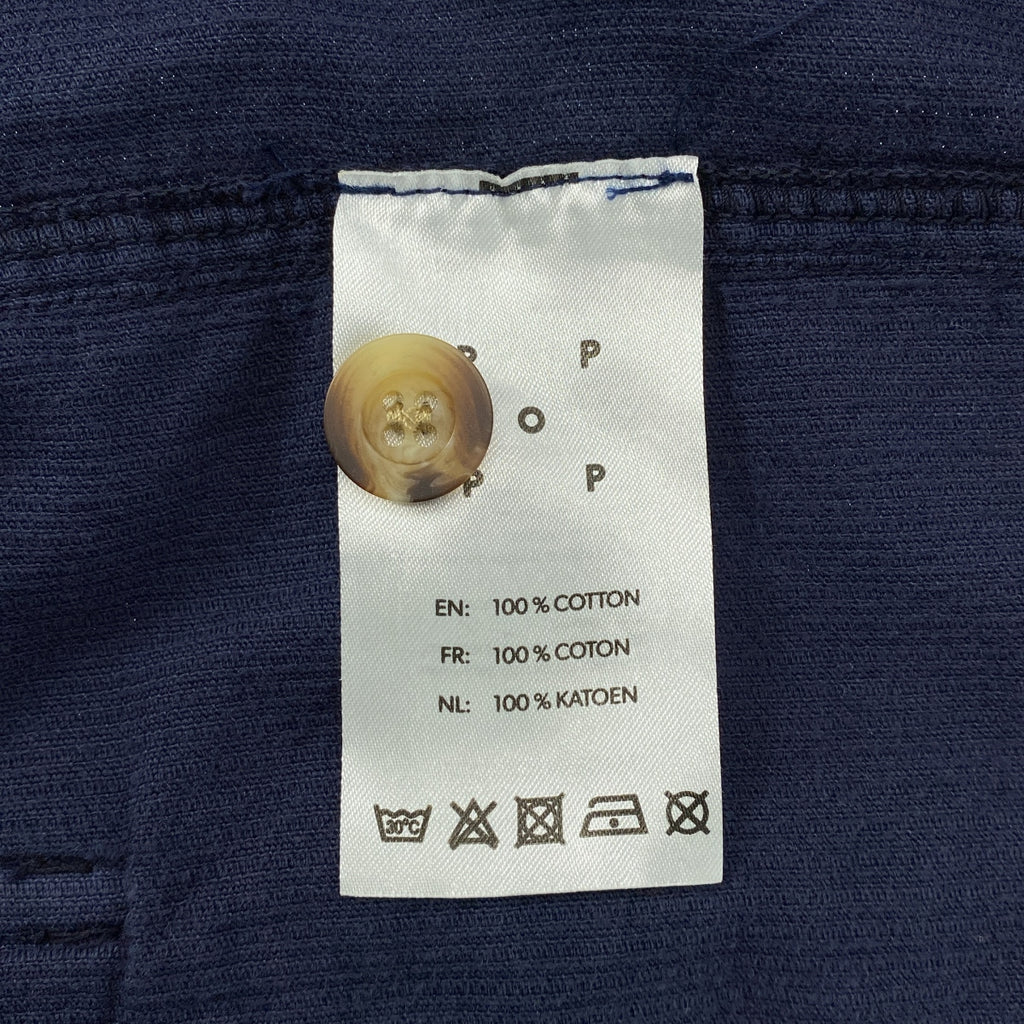 P P
O
P P
EN: 100 % COTTON
FR: 100 % COTON
NL: 100 % KATOEN
30°C